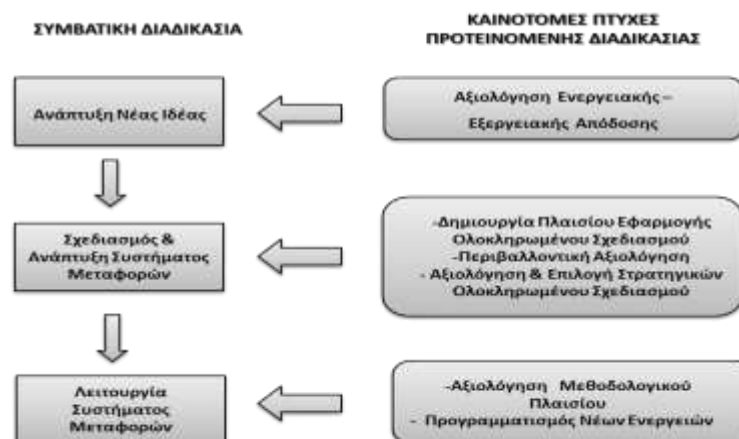 ΣΥΜΒΑΤΙΚΗ ΔΙΑΔΙΚΑΣΙΑ
ΚΑΙΝΟΤΟΜΕΣ ΠΤΥΧΕΣ
ΠΡΟΤΕΙΝΟΜΕΝΗΣ ΔΙΑΔΙΚΑΣΙΑΣ
Ανάπτυξη Νέας Ιδέας
Αξιολόγηση Ενεργειακής –
Εξεργειακής Απόδοσης
Σχεδιασμός &
Ανάπτυξη Συστήματος
Μεταφορών
-Δημιουργία Πλαισίου Εφαρμογής
Ολοκληρωμένου Σχεδιασμού
-Περιβαλλοντική Αξιολόγηση
- Αξιολόγηση & Επιλογή Στρατηγικών
Ολοκληρωμένου Σχεδιασμού
Λειτουργία
Συστήματος
Μεταφορών
-Αξιολόγηση Μεθοδολογικού
Πλαισίου
- Προγραμματισμός Νέων Ενεργειών